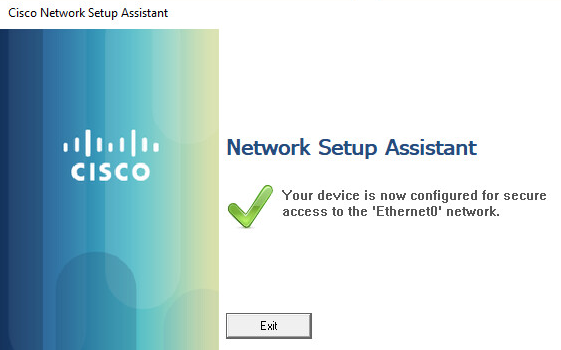 Cisco Network Setup Assistant
CISCO
Network Setup Assistant
Your device is now configured for secure
access to the 'Ethernet0' network.
Exit